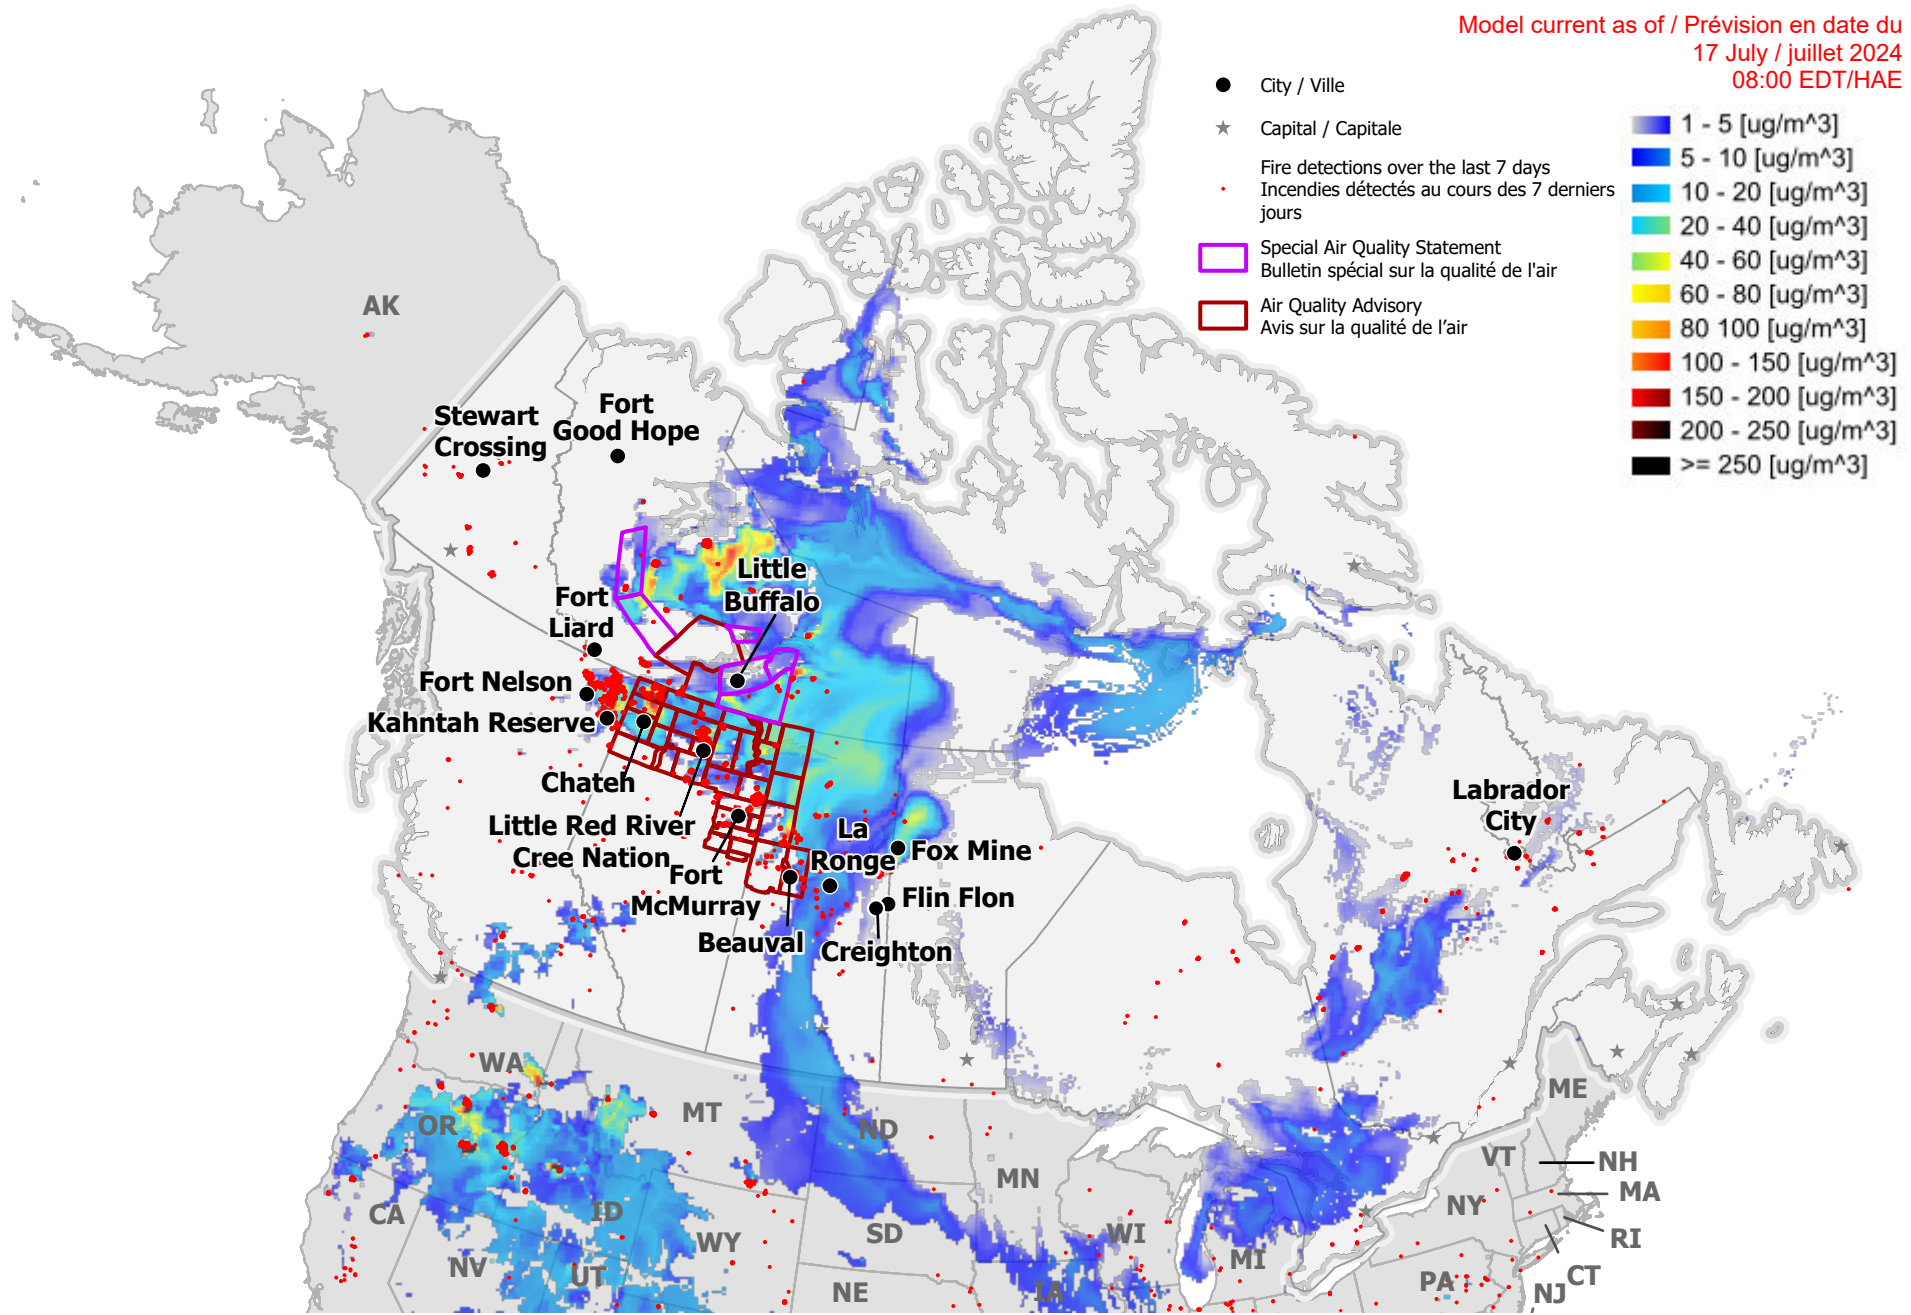 Model current as of / Prévision en date du
17 July / juillet 2024
08:00 EDT/HAE
City / Ville
Capital / Capitale
Fire detections over the last 7 days
Incendies détectés au cours des 7 derniers
jours
Special Air Quality Statement
Bulletin spécial sur la qualité de l'air
Air Quality Advisory
Avis sur la qualité de l’air
1 - 5 [ug/m^3]
5 - 10 [ug/m^3]
10 - 20 [ug/m^3]
20 - 40 [ug/m^3]
40 - 60 [ug/m^3]
60 - 80 [ug/m^3]
80 100 [ug/m^3]
100 - 150 [ug/m^3]
150 - 200 [ug/m^3]
200 - 250 [ug/m^3]
>= 250 [ug/m^3]
AK
Stewart
Crossing
Fort
Good Hope
Little
Buffalo
Fort
Liard
Fort Nelson
Kahntah Reserve
Chateh
Little Red River
Cree Nation
Fort
McMurray
Beauval
La
Ronge
Fox Mine
Flin Flon
Creighton
Labrador
City
WA
OR
CA
NV
ID
UT
MT
WY
ND
SD
NE
MN
IA
WI
MI
ME
VT
NH
MA
NY
RI
CT
PA
NJ